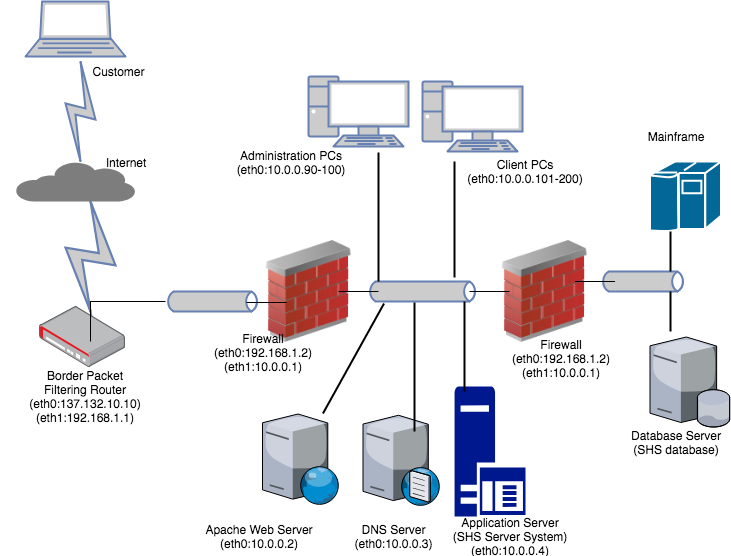 Customer
Internet
Administration PCs
(eth0:10.0.0.90-100)
Client PCs
(eth0:10.0.0.101-200)
Mainframe
Firewall
(eth0:192.168.1.2)
(eth1:10.0.0.1)
Firewall
(eth0:192.168.1.2)
(eth1:10.0.0.1)
Border Packet
Filtering Router
(eth0:137.132.10.10)
(eth1:192.168.1.1)
Database Server
(SHS database)
Apache Web Server
(eth0:10.0.0.2)
DNS Server
(eth0:10.0.0.3)
Application Server
(SHS Server System)
(eth0:10.0.0.4)